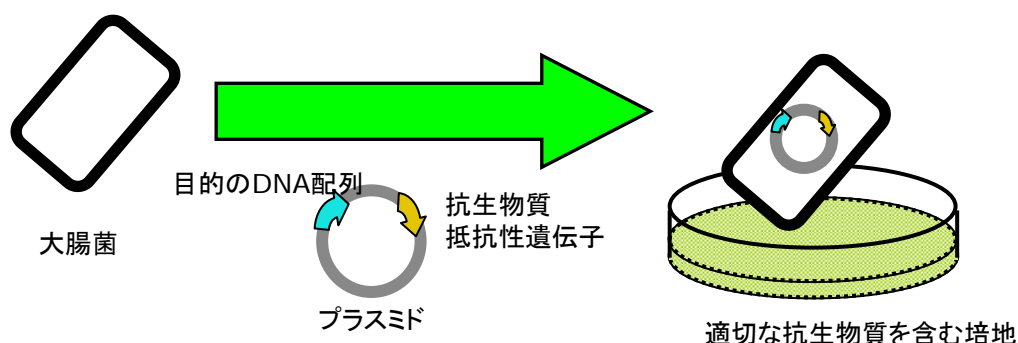 目的のDNA配列
抗生物質
抵抗性遺伝子
大腸菌
プラスミド
適切な抗生物質を含む培地